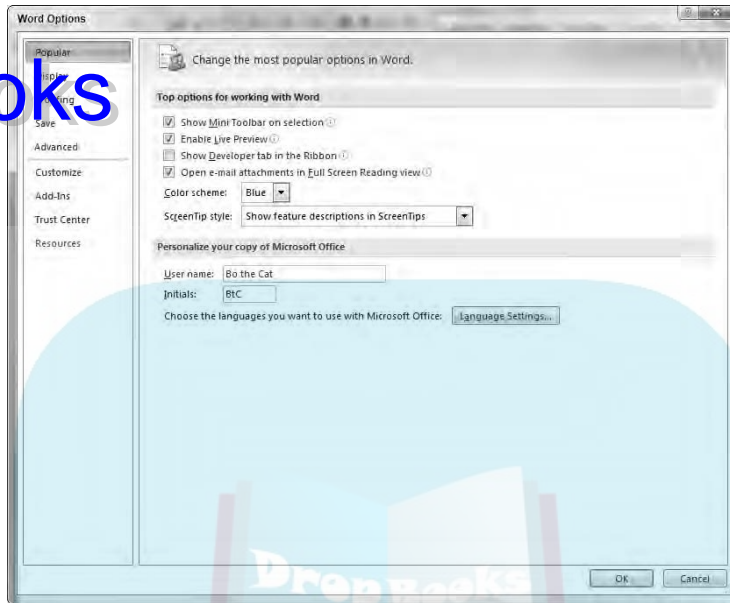 Word Options
Popular
Display
Proofing
Save
Advanced
Customize
Add-Ins
Trust Center
Resources
Change the most popular options in Word.
Top options for working with Word
Show Mini Toolbar on selection
Enable Live Preview
Show Developer tab in the Ribbon
Open e-mail attachments in Full Screen Reading view
Color scheme: Blue
ScreenTip style: Show feature descriptions in ScreenTips
Personalize your copy of Microsoft Office
User name: Bo the Cat
Initials: BtC
Choose the languages you want to use with Microsoft Office: Language Settings...
OK Cancel
oks
DropBooks